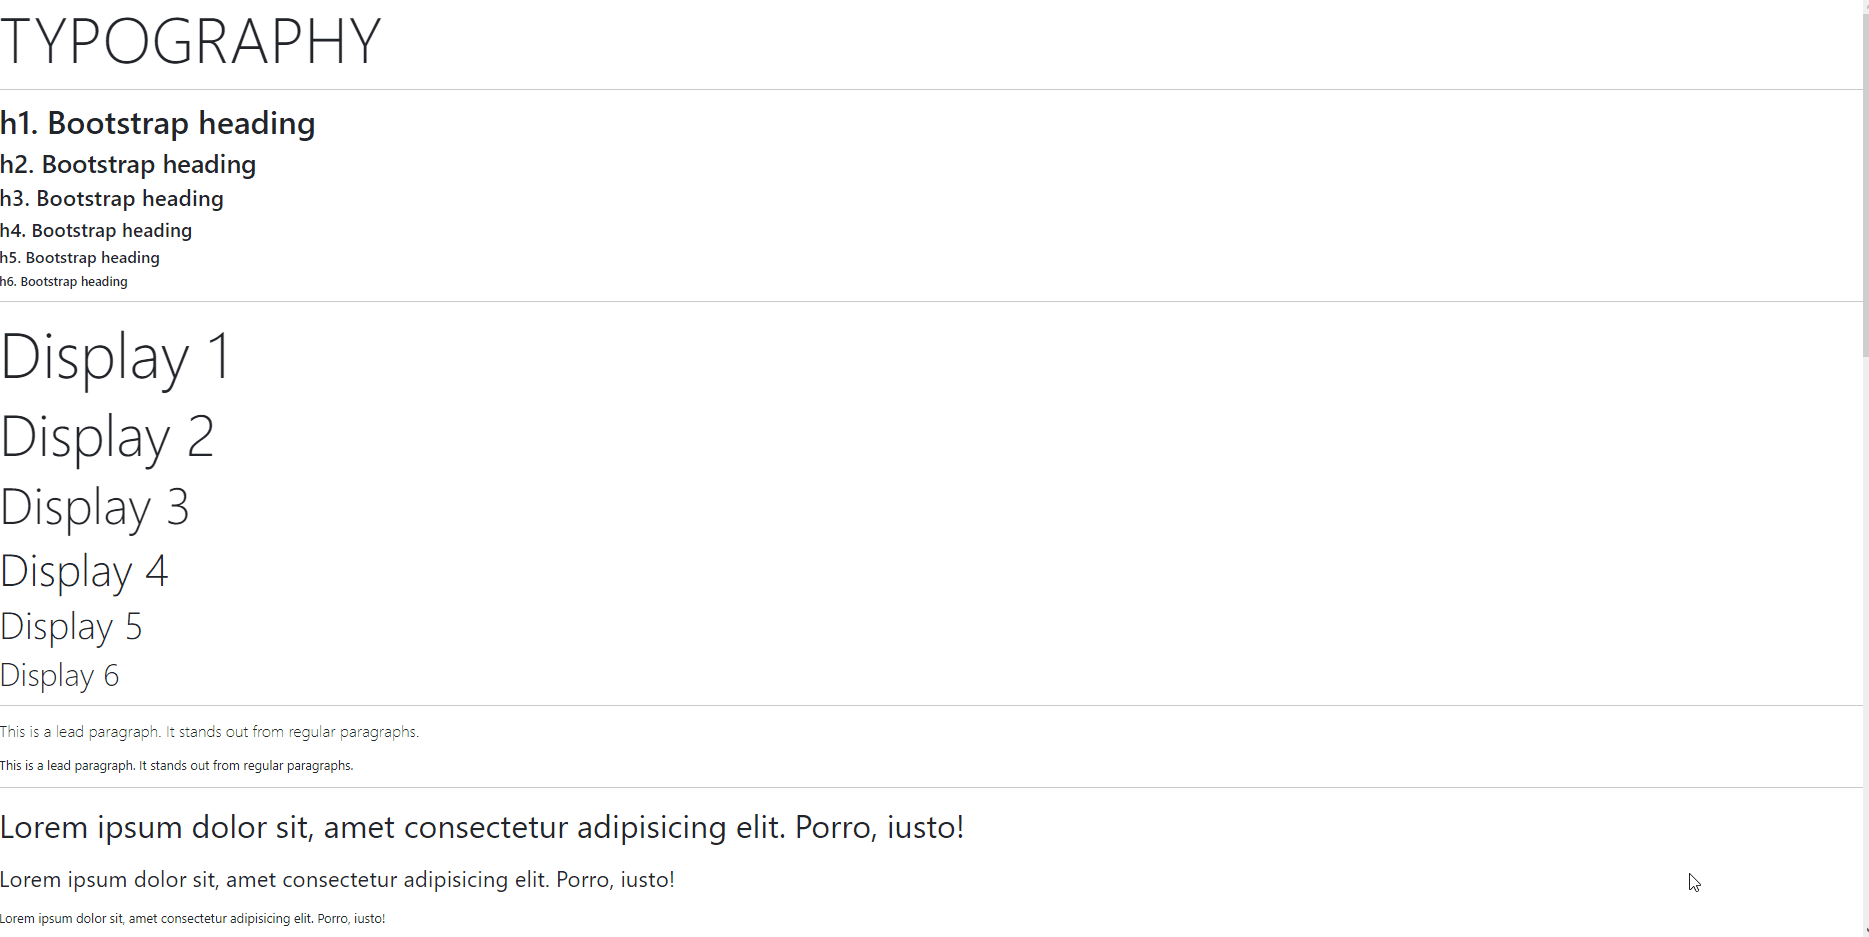 TYPOGRAPHY
h1. Bootstrap heading
h2. Bootstrap heading
h3. Bootstrap heading
h4. Bootstrap heading
h5. Bootstrap heading
h6. Bootstrap heading
Display 1
Display 2
Display 3
Display 4
Display 5
Display 6
This is a lead paragraph. It stands out from regular paragraphs.
This is a lead paragraph. It stands out from regular paragraphs.
Lorem ipsum dolor sit, amet consectetur adipisicing elit. Porro, iusto!
Lorem ipsum dolor sit, amet consectetur adipisicing elit. Porro, iusto!
Lorem ipsum dolor sit, amet consectetur adipisicing elit. Porro, iusto!